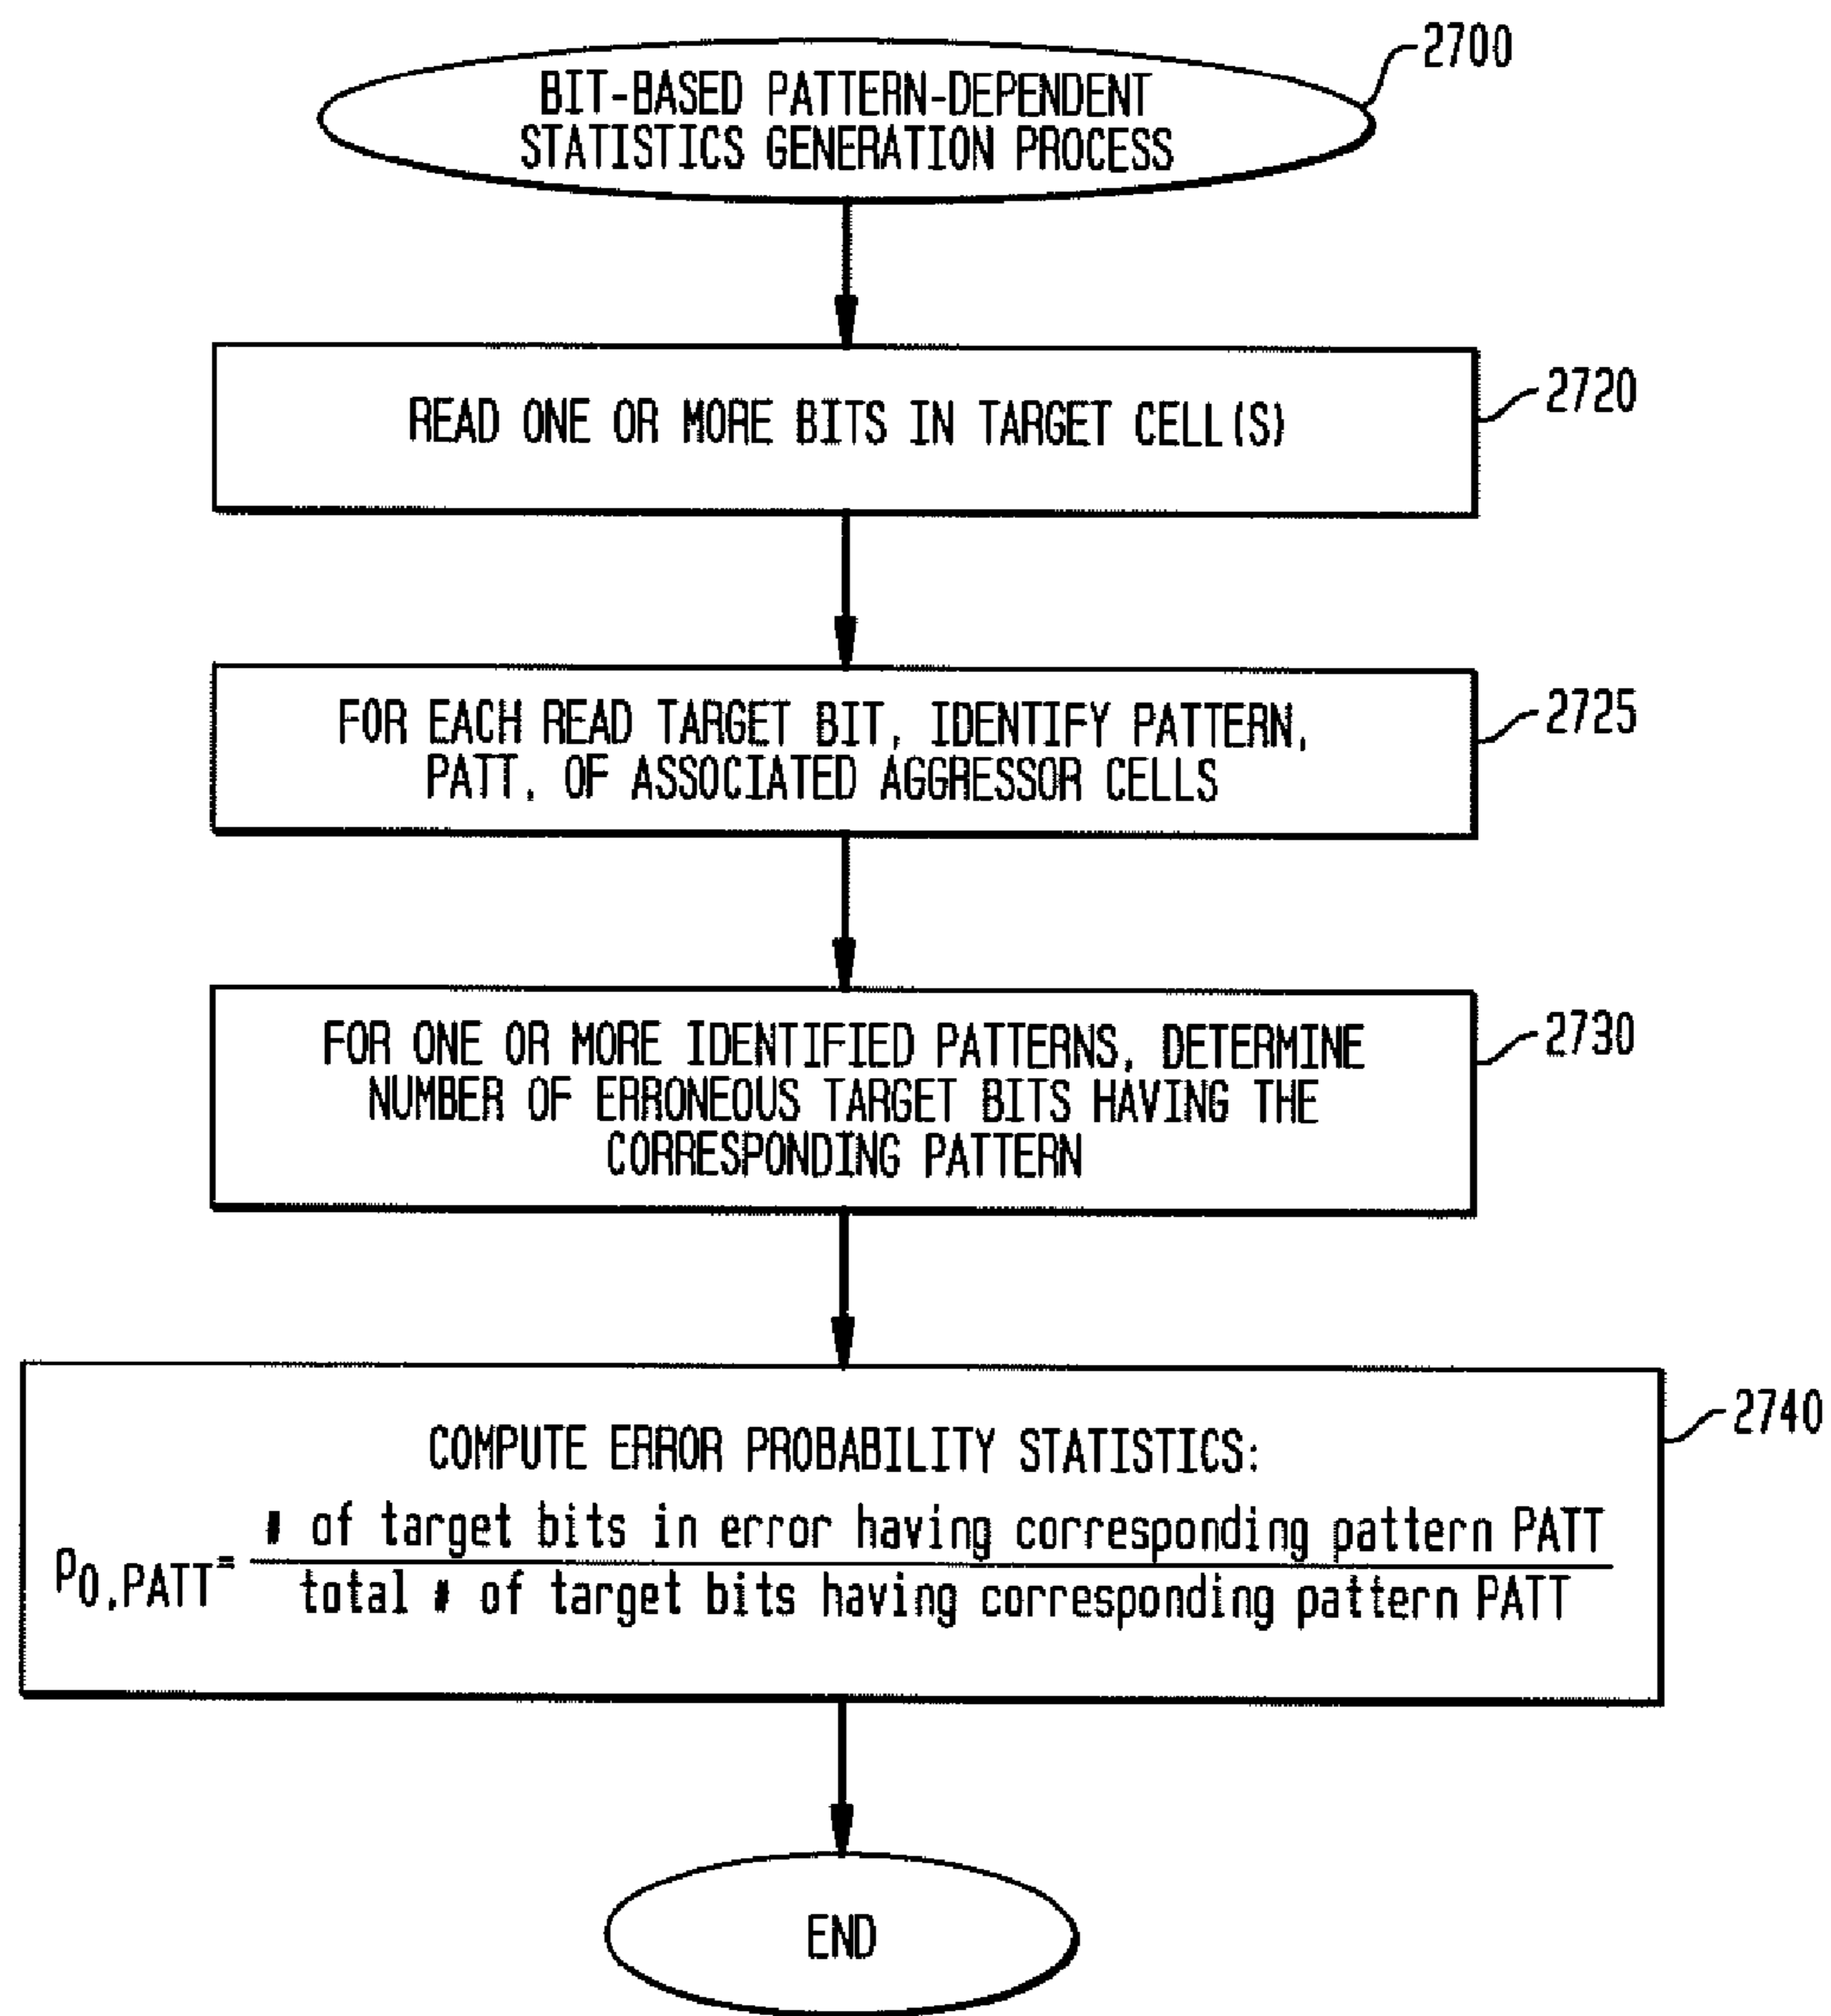 2700
BIT-BASED PATTERN-DEPENDENT
STATISTICS GENERATION PROCESS
2720
READ ONE OR MORE BITS IN TARGET CELL(S)
2725
FOR EACH READ TARGET BIT, IDENTIFY PATTERN,
PATT, OF ASSOCIATED AGGRESSOR CELLS
2730
FOR ONE OR MORE IDENTIFIED PATTERNS, DETERMINE
NUMBER OF ERRONEOUS TARGET BITS HAVING THE
CORRESPONDING PATTERN
2740
COMPUTE ERROR PROBABILITY STATISTICS:
# of target bits in error having corresponding pattern PATT
P0,PATT=
total # of target bits having corresponding pattern PATT
END